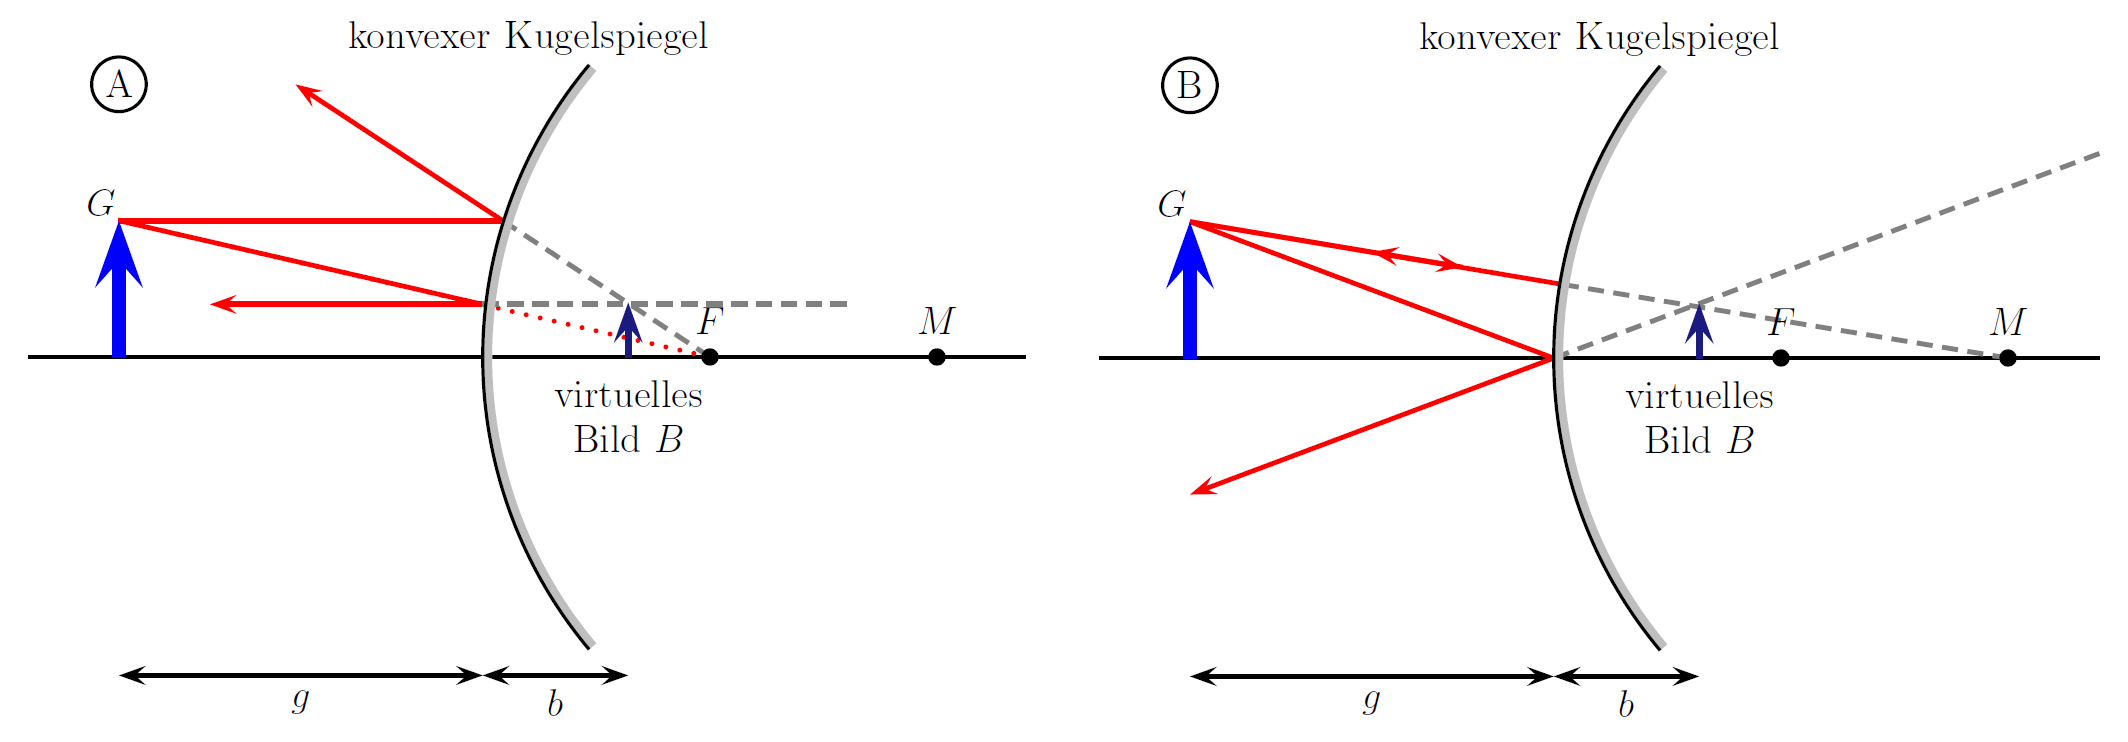 konvexer Kugelspiegel
A
G
F
M
virtuelles
Bild B
g
b
konvexer Kugelspiegel
B
G
F
M
virtuelles
Bild B
g
b